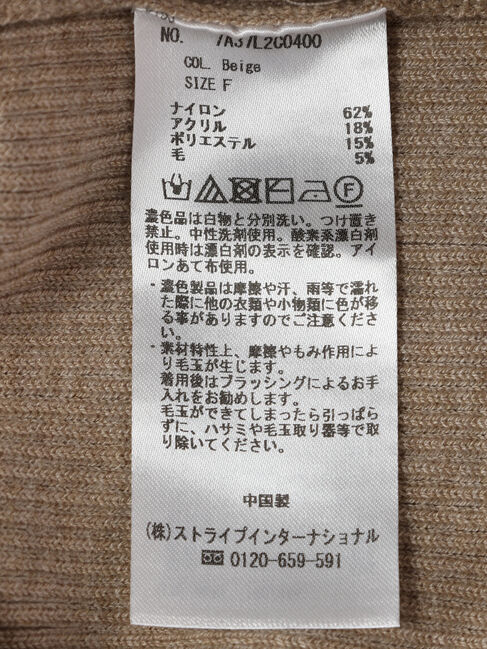 NO. 7A37L2C0400
COL. Beige
SIZE F
ナイロン 62%
アクリル 18%
ポリエステル 15%
毛 5%
F
濃色品は白物と分別洗い。つけ置き
禁止。中性洗剤使用。酸素系漂白剤
使用時は漂白剤の表示を確認。アイ
ロンあて布使用。
・濃色製品は摩擦や汗、雨等で濡れ
た際に他の衣類や小物類に色が移
る事がありますのでご注意くださ
い。
・素材特性上、摩擦やもみ作用によ
り毛玉が生じます。
着用後はブラッシングによるお手
入れをお勧めします。
毛玉ができてしまったら引っぱら
ずに、ハサミや毛玉取り器等で取
り除いてください。
中国製
(株)ストライプインターナショナル
0120-659-591